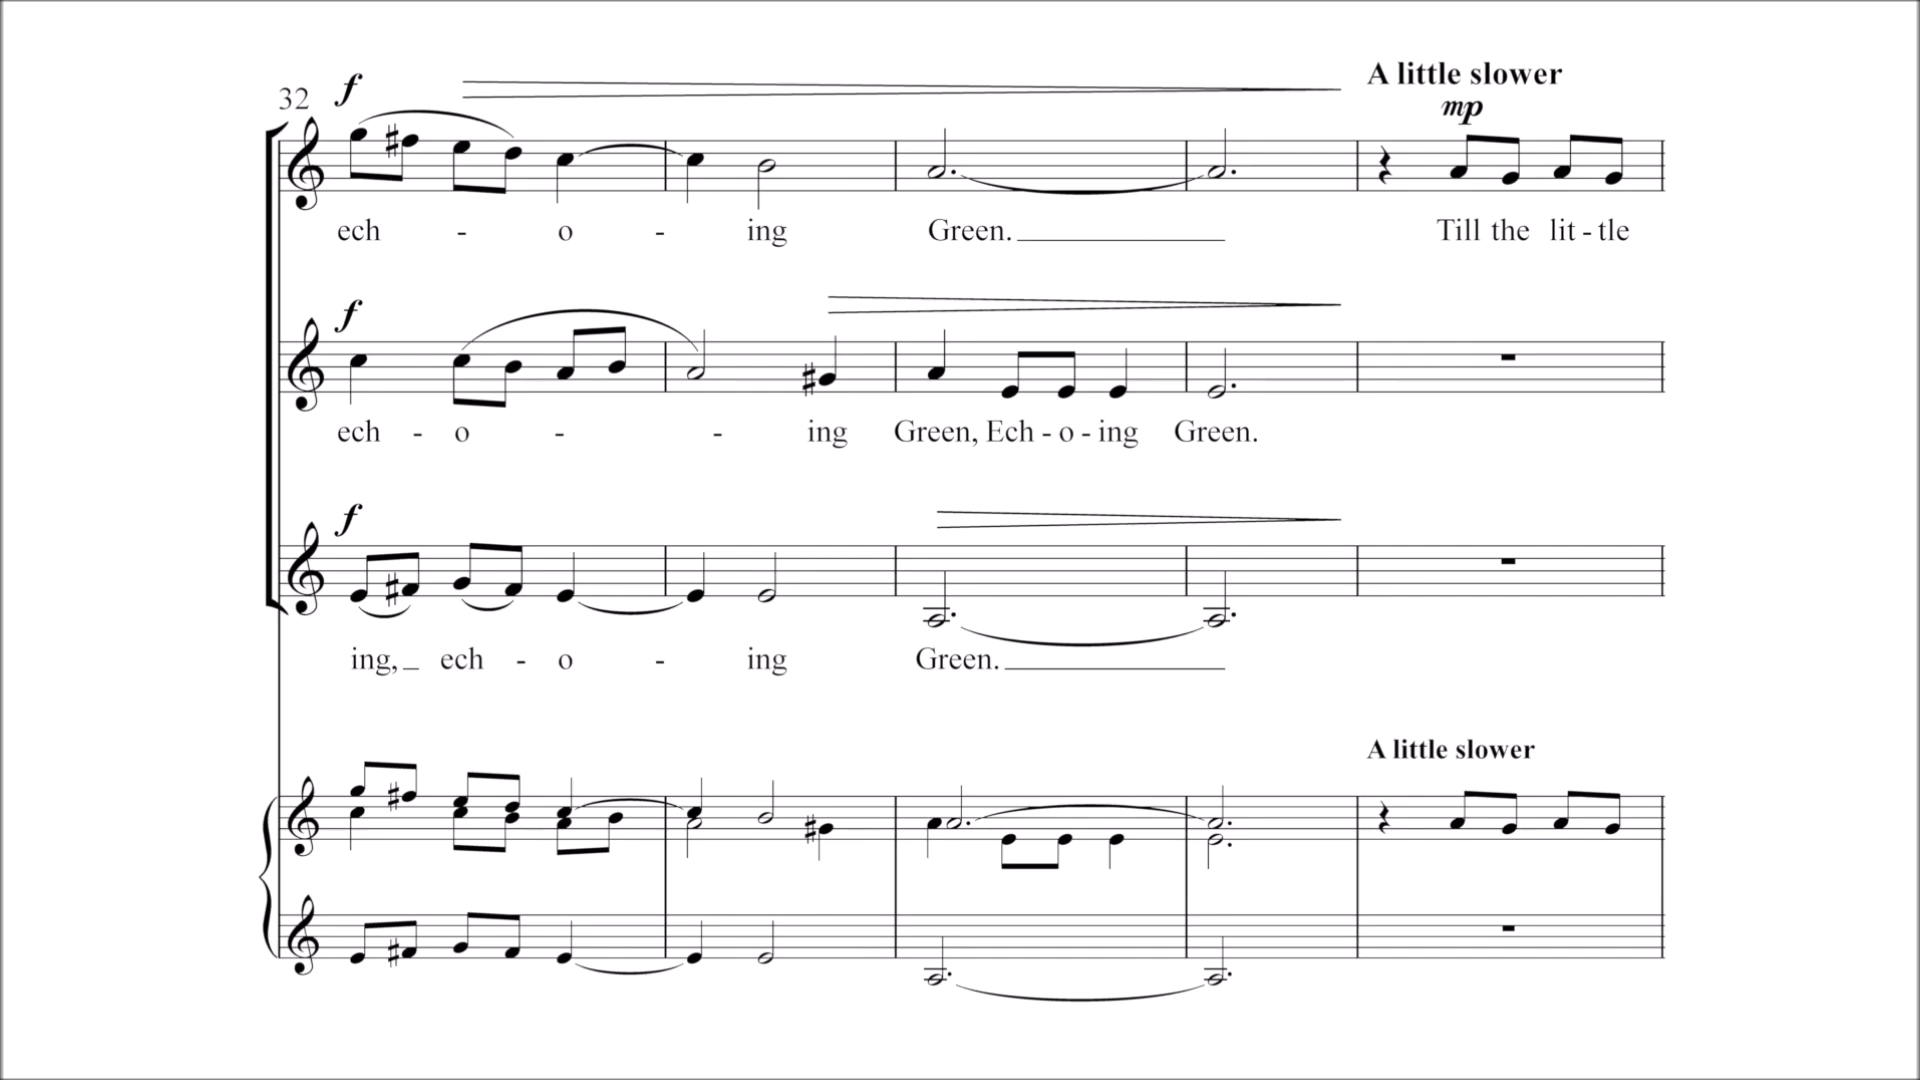 A little slower
32 f mp
ech - o - ing Green. Till the lit - tle
f
ech - o - - ing Green, Ech - o - ing Green.
f
ing, ech - o - ing Green.
A little slower